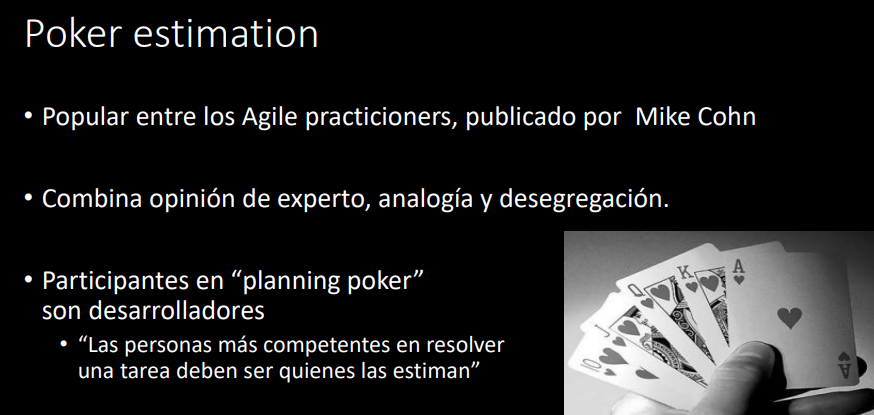 Poker estimation
• Popular entre los Agile practicioners, publicado por  Mike Cohn
• Combina opinión de experto, analogía y desegregación.
• Participantes en “planning poker”
son desarrolladores
• “Las personas más competentes en resolver
una tarea deben ser quienes las estiman”
10
J
Q
K
A
A